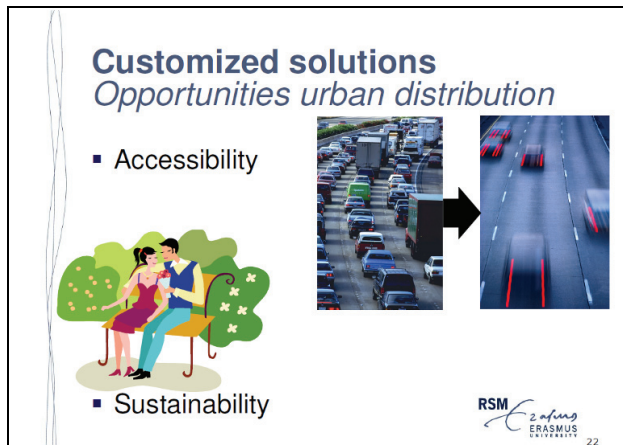 Customized solutions
Opportunities urban distribution
▪ Accessibility
▪ Sustainability
RSM
Erasmus
ERASMUS
UNIVERSITY
22